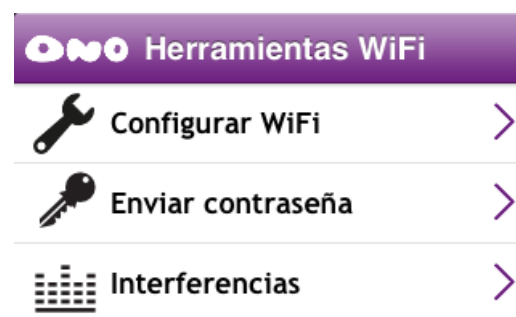 ONO Herramientas WiFi
Configurar WiFi
Enviar contraseña
Interferencias